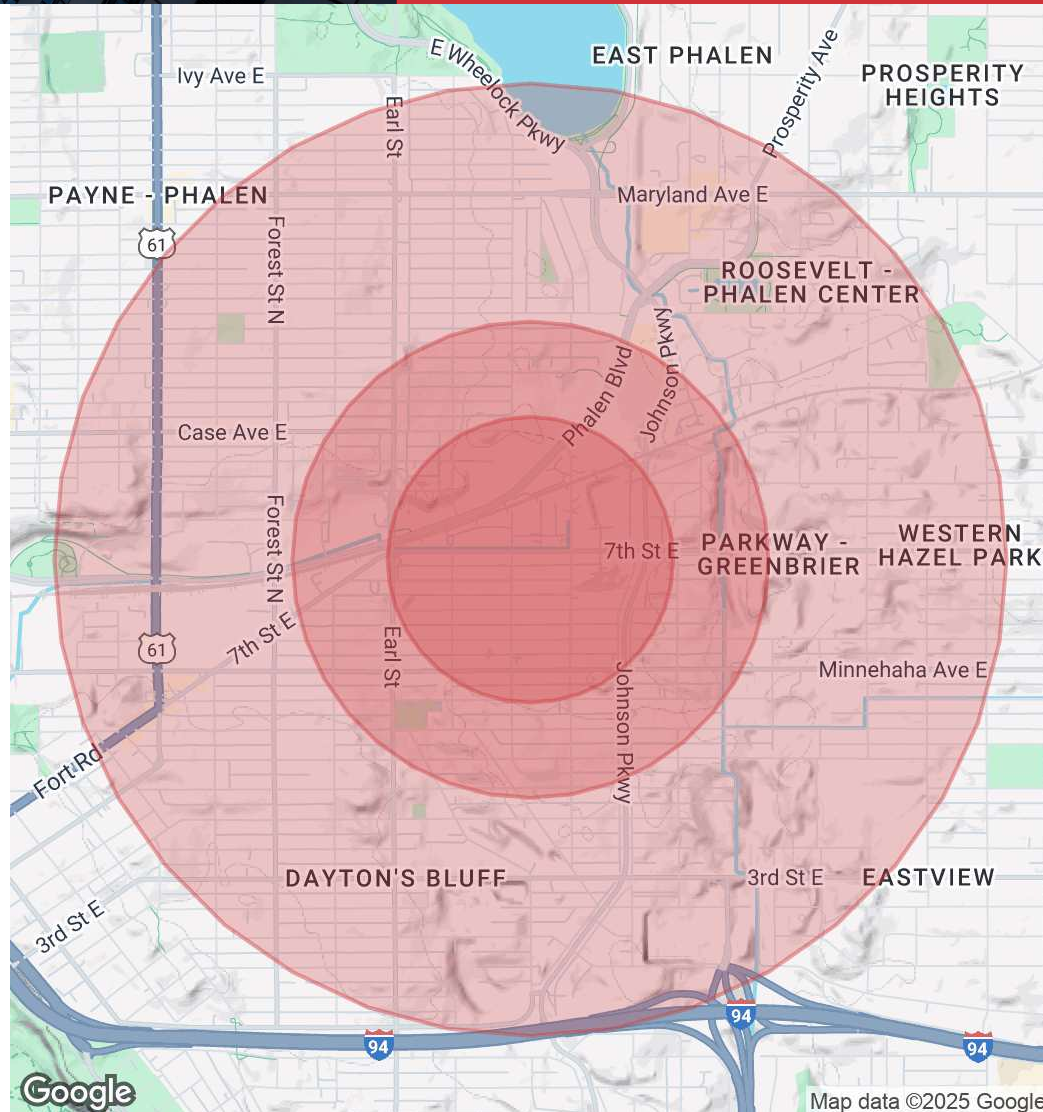 EAST PHALEN
Prosperity Ave
E Wheelock Pkwy
Ivy Ave E
PROSPERITY
HEIGHTS
Earl St
PAYNE - PHALEN
Maryland Ave E
61
Forest St N
ROOSEVELT -
PHALEN CENTER
Phalen Blvd
Johnson Pkwy
Case Ave E
Forest St N
7th St E
PARKWAY -
GREENBRIER
WESTERN
HAZEL PARK
7th St E
61
Earl St
Minnehaha Ave E
Johnson Pkwy
Fort Rd
DAYTON'S BLUFF
3rd St E
EASTVIEW
3rd St E
94
94
94
Google
Map data ©2025 Google